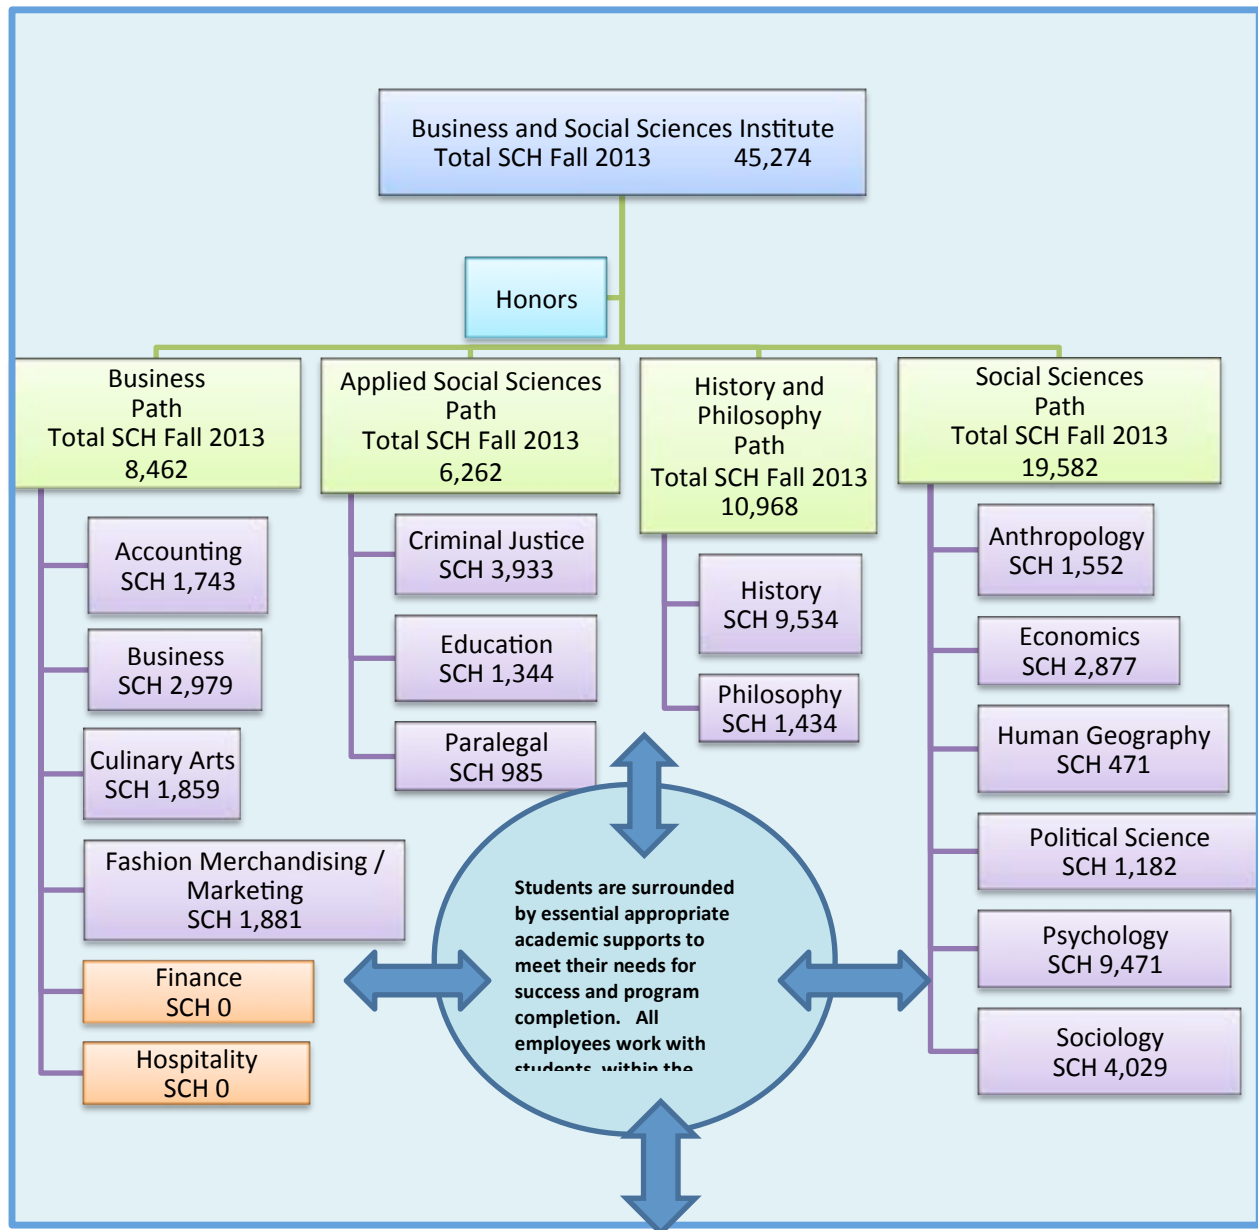 Business and Social Sciences Institute
Total SCH Fall 2013 45,274
Honors
Business
Path
Total SCH Fall 2013
8,462
Accounting
SCH 1,743
Business
SCH 2,979
Culinary Arts
SCH 1,859
Fashion Merchandising /
Marketing
SCH 1,881
Finance
SCH 0
Hospitality
SCH 0
Applied Social Sciences
Path
Total SCH Fall 2013
6,262
Criminal Justice
SCH 3,933
Education
SCH 1,344
Paralegal
SCH 985
History and
Philosophy
Path
Total SCH Fall 2013
10,968
History
SCH 9,534
Philosophy
SCH 1,434
Social Sciences
Path
Total SCH Fall 2013
19,582
Anthropology
SCH 1,552
Economics
SCH 2,877
Human Geography
SCH 471
Political Science
SCH 1,182
Psychology
SCH 9,471
Sociology
SCH 4,029
Students are surrounded
by essential appropriate
academic supports to
meet their needs for
success and program
completion. All
employees work with
students within the